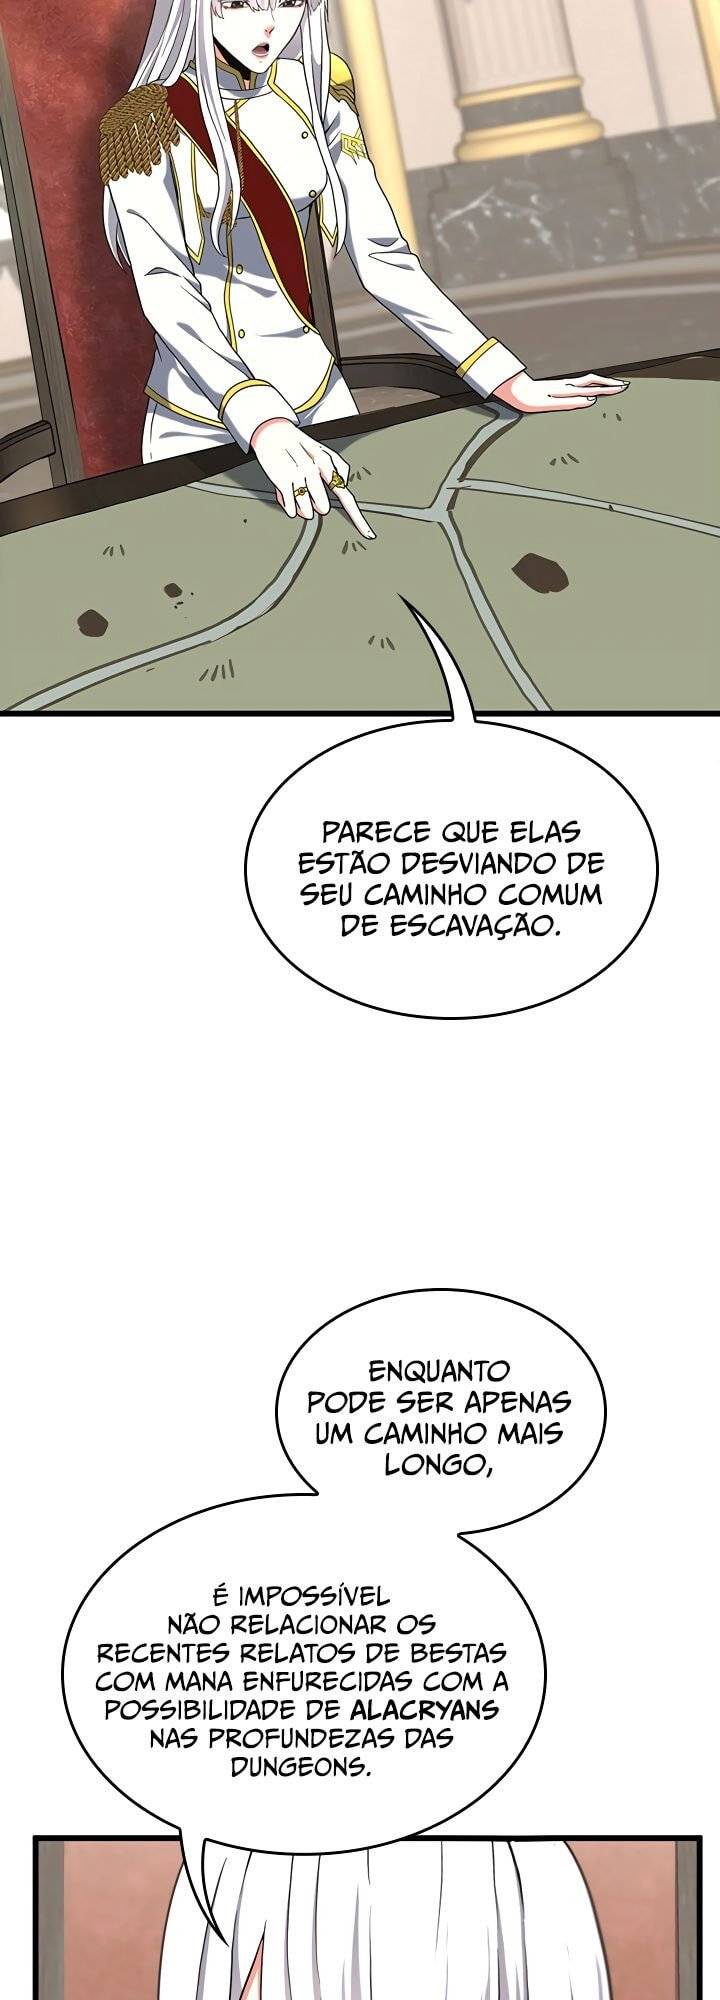 PARECE QUE ELAS
ESTÃO DESVIANDO DE
SEU CAMINHO COMUM
DE ESCAVAÇÃO.
ENQUANTO
PODE SER APENAS
UM CAMINHO MAIS
LONGO,
É IMPOSSÍVEL
NÃO RELACIONAR OS
RECENTES RELATOS DE BESTAS
COM MANA ENFURECIDAS COM A
POSSIBILIDADE DE ALACRYANS
NAS PROFUNDEZAS DAS
DUNGEONS.